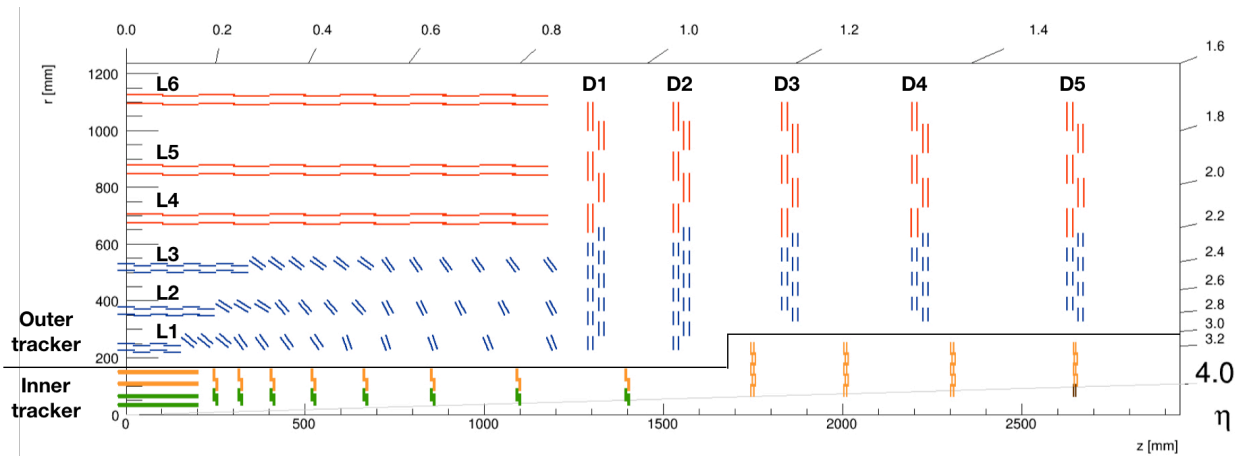 0.0 0.2 0.4 0.6 0.8 1.0 1.2 1.4 1.6
r [mm]
1200
L6 D1 D2 D3 D4 D5
1.8
1000
L5
2.0
800
L4
2.2
600
L3
2.4
2.6
400
L2
2.8
Outer
tracker
L1
3.0
3.2
200
Inner
tracker
4.0
0
η
0 500 1000 1500 2000 2500
z [mm]